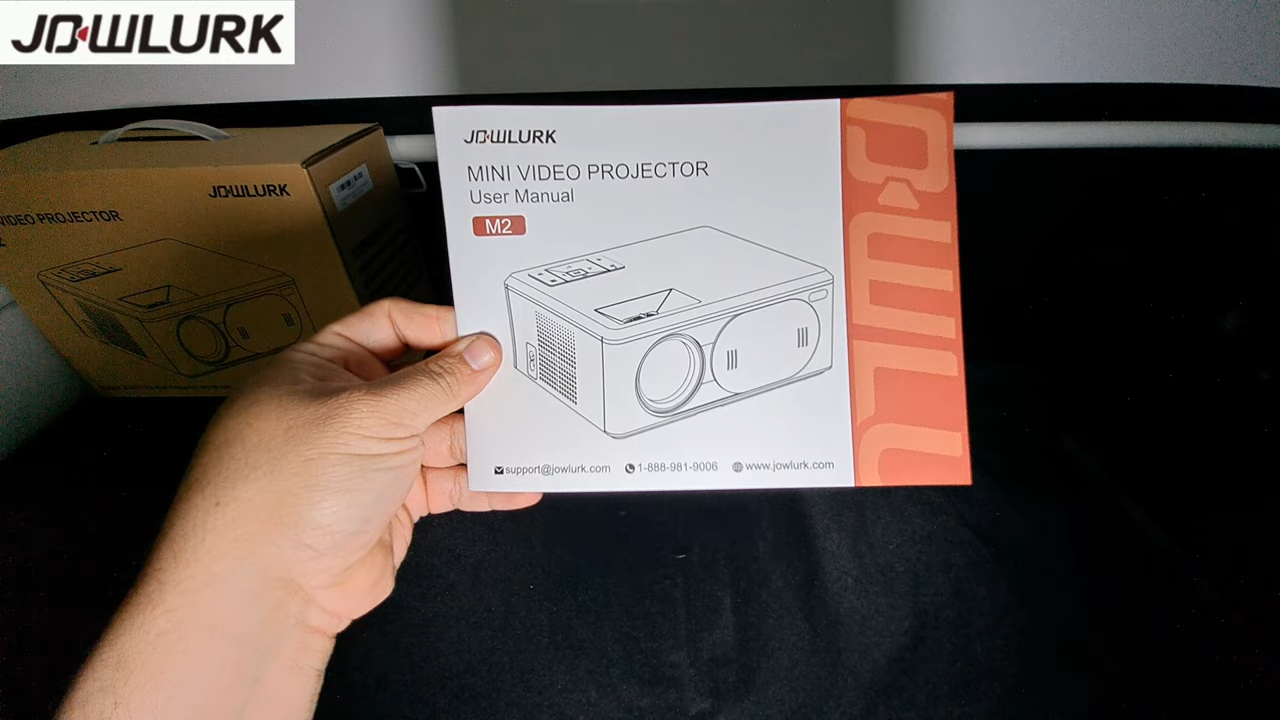 JOWLURK
JOWLURK
MINI VIDEO PROJECTOR
User Manual
M2
support@jowlurk.com 1-888-981-9006 www.jowlurk.com
JOWLURK
VIDEO PROJECTOR